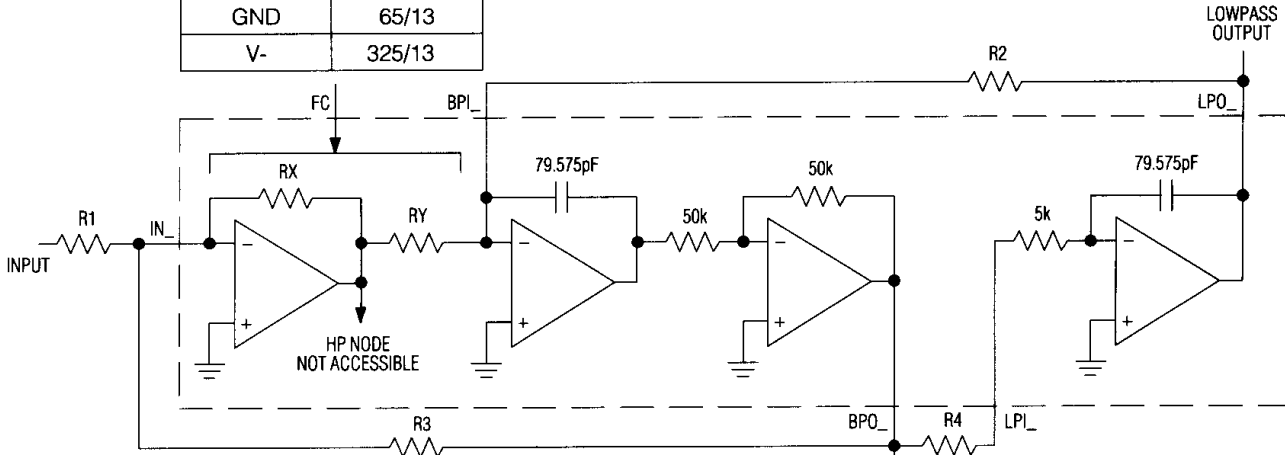 GND 65/13
V- 325/13
LOWPASS
OUTPUT
R2
FC
BPI_
LPO_
RX
79.575pF
50k
79.575pF
R1
IN_
RY
50k
5k
INPUT
−
+
−
+
−
+
−
+
HP NODE
NOT ACCESSIBLE
R3
BPO_
R4
LPI_